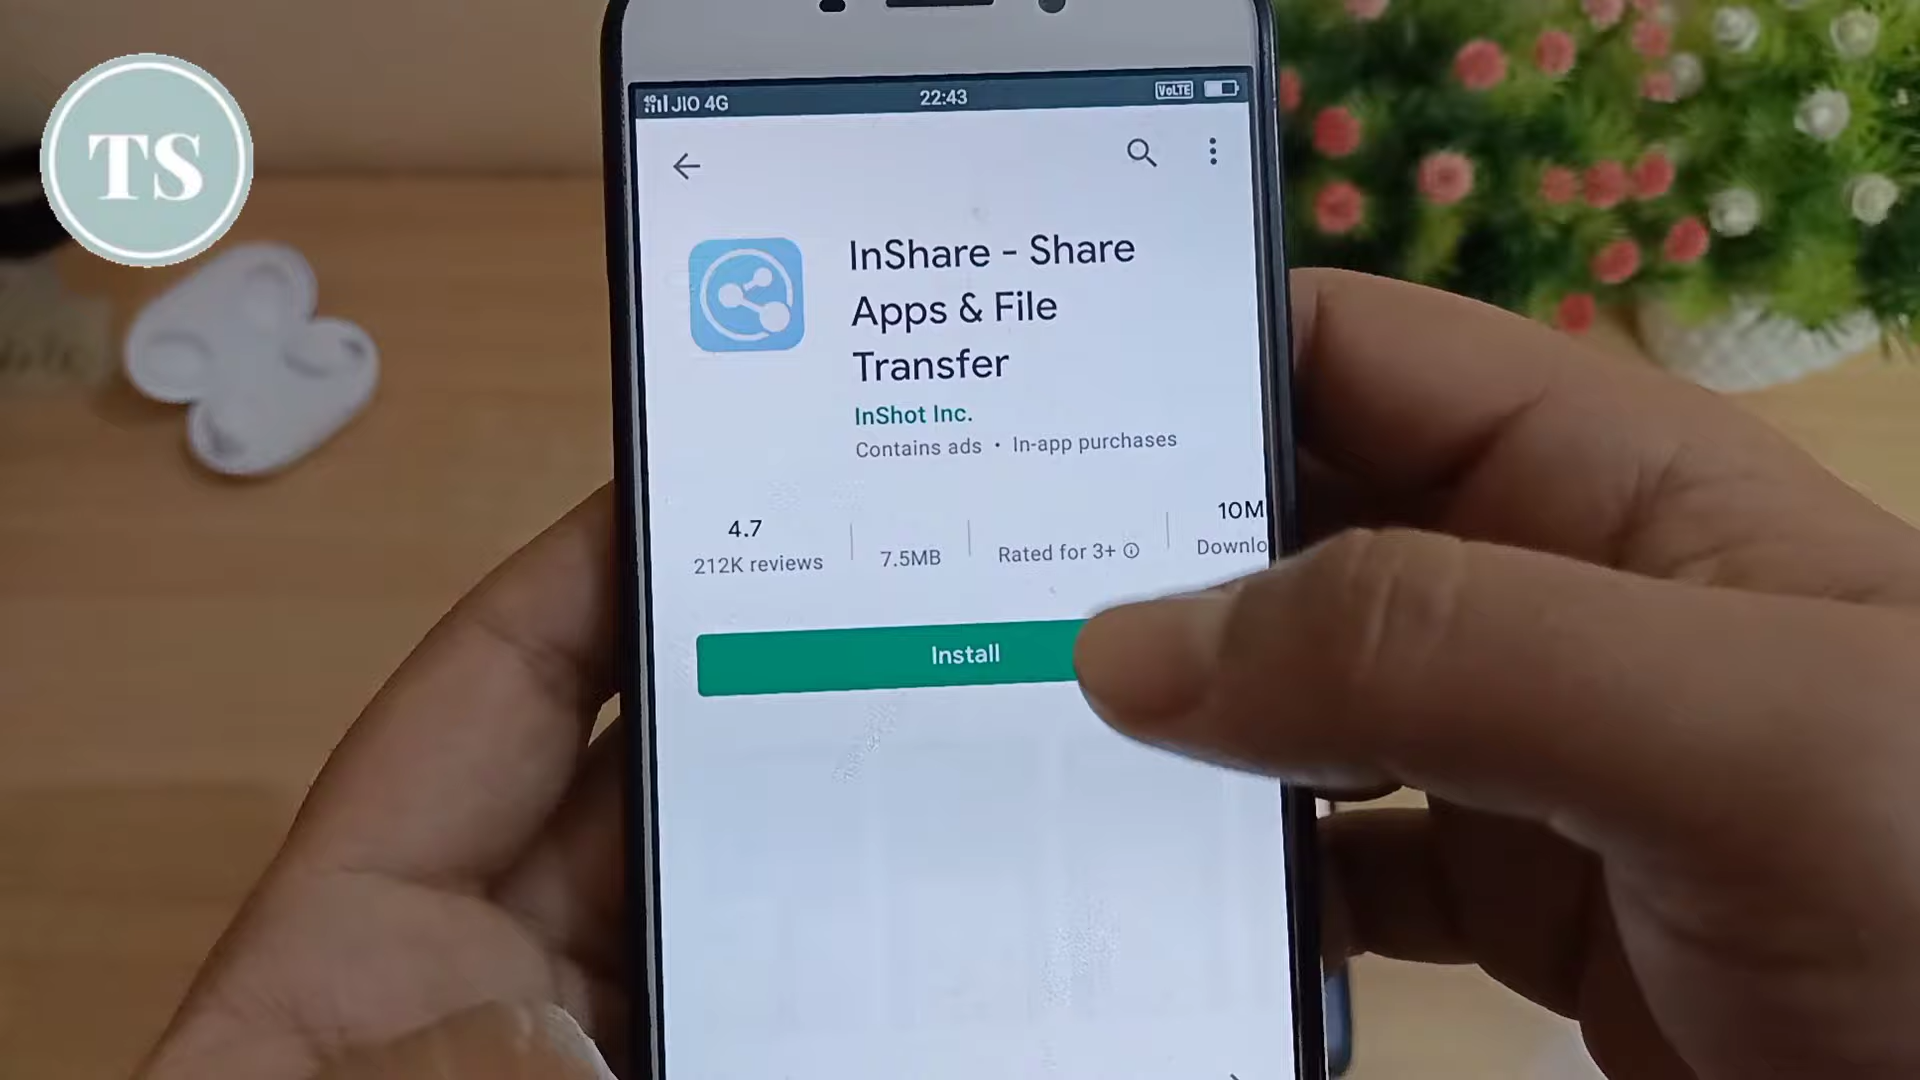 TS
JIO 4G
22:43
VoLTE
InShare - Share
Apps & File
Transfer
InShot Inc.
Contains ads • In-app purchases
4.7
212K reviews
7.5MB
Rated for 3+
10M
Downlo
Install